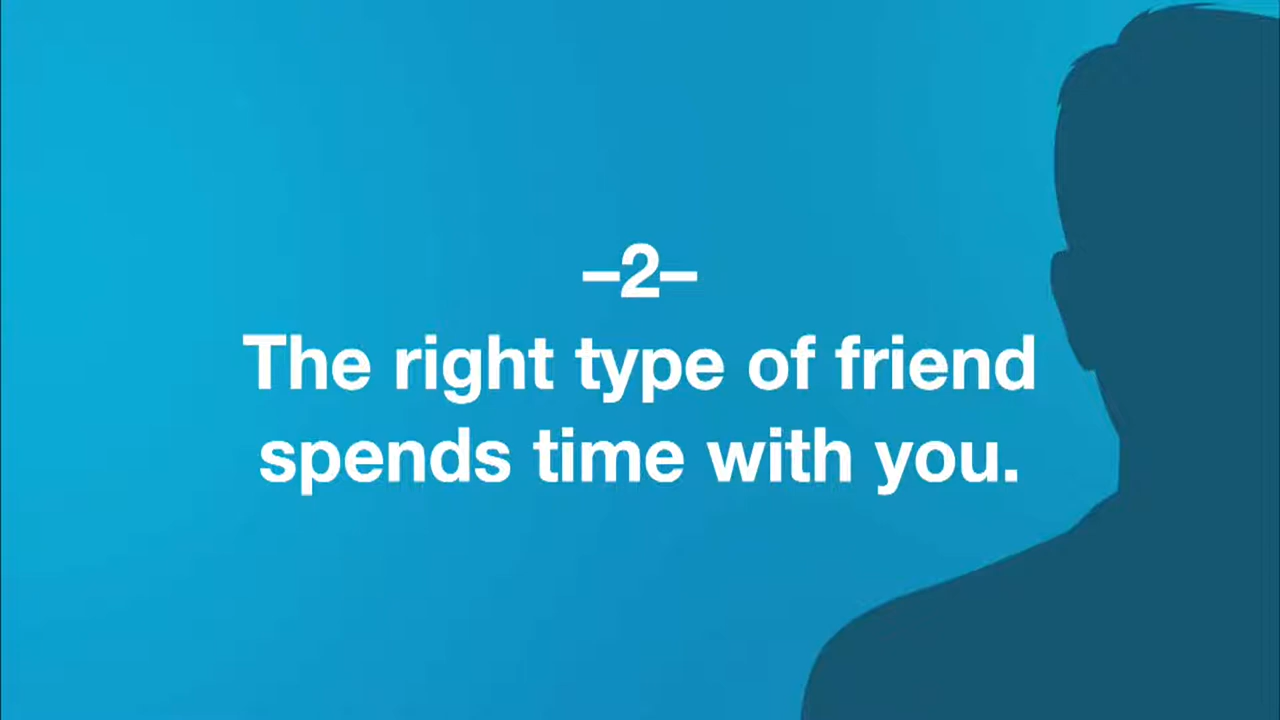 –2–
The right type of friend
spends time with you.